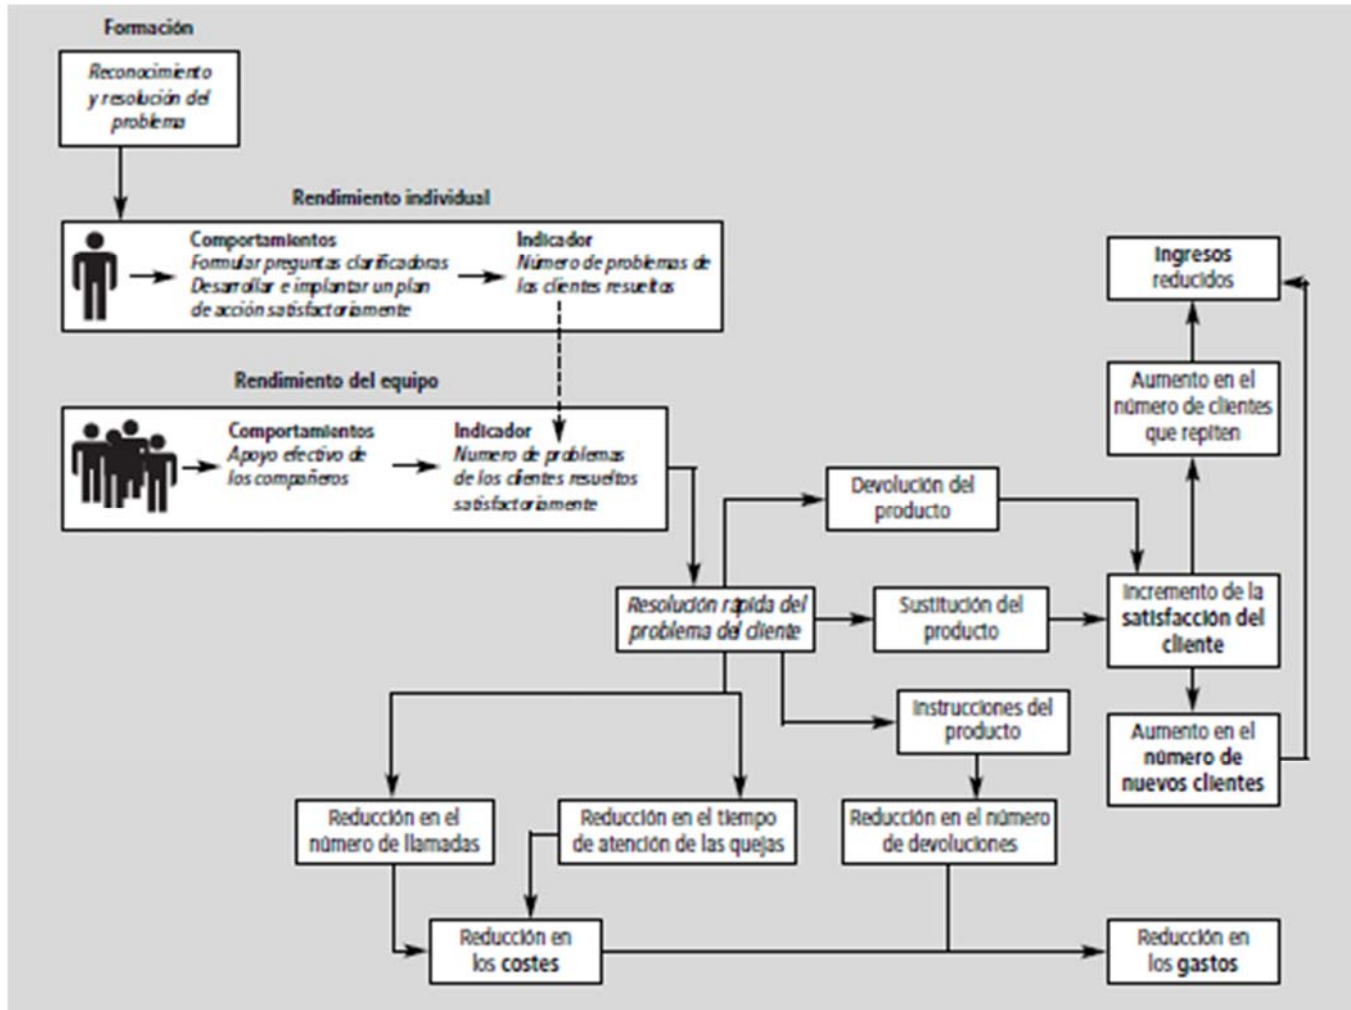 Formación
Reconocimiento
y resolución del
problema
Rendimiento individual
Comportamientos
Formular preguntas clarificadoras
Desarrollar e implantar un plan
de acción satisfactoriamente
Indicador
Número de problemas de
los clientes resueltos
Rendimiento del equipo
Comportamientos
Apoyo efectivo de
los compañeros
Indicador
Numero de problemas
de los clientes resueltos
satisfactoriamente
Ingresos
reducidos
Aumento en el
número de clientes
que repiten
Devolución del
producto
Resolución rápida del
problema del cliente
Sustitución del
producto
Incremento de la
satisfacción del
cliente
Instrucciones del
producto
Aumento en el
número de
nuevos clientes
Reducción en el
número de llamadas
Reducción en el tiempo
de atención de las quejas
Reducción en el número
de devoluciones
Reducción en
los costes
Reducción en
los gastos